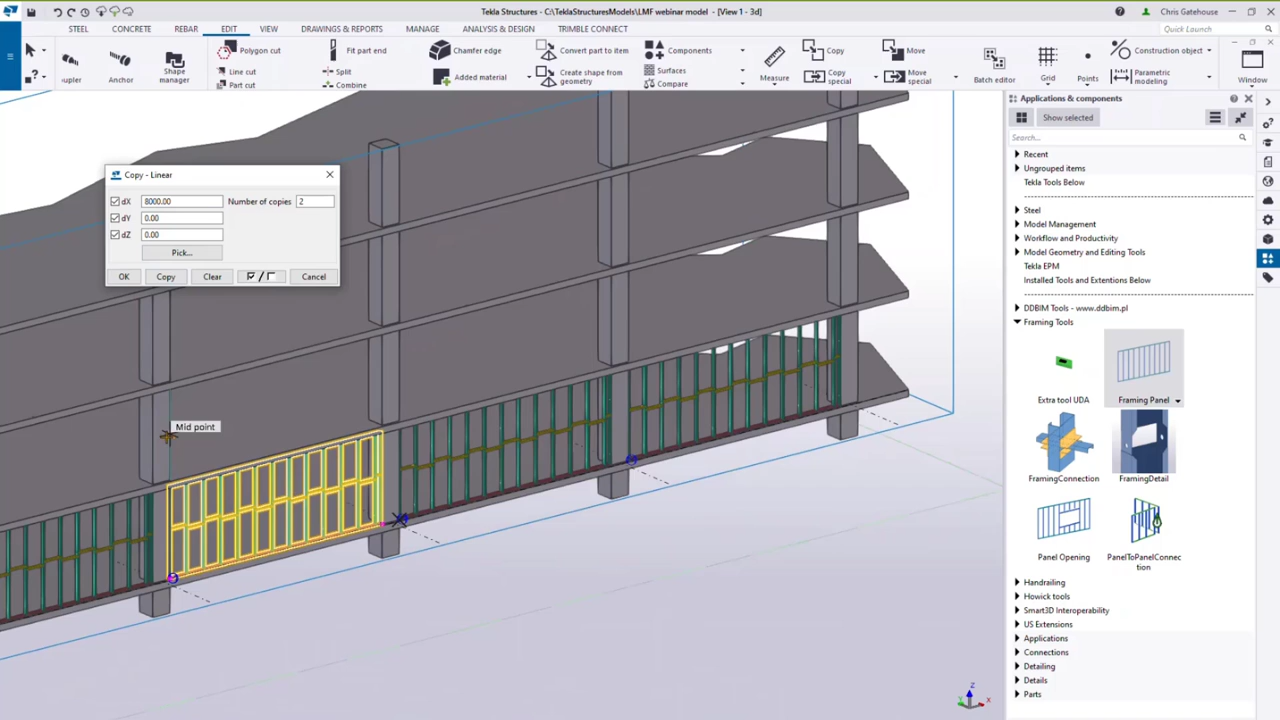 Tekla Structures - C:\TeklaStructuresModels\LMF webinar model - [View 1 - 3d]
Chris Gatehouse
STEEL CONCRETE REBAR EDIT VIEW DRAWINGS & REPORTS MANAGE ANALYSIS & DESIGN TRIMBLE CONNECT
Quick Launch
upler
Anchor
Shape manager
Polygon cut
Line cut
Part cut
Fit part end
Split
Combine
Chamfer edge
Added material
Convert part to item
Create shape from geometry
Components
Surfaces
Compare
Measure
Copy
Copy special
Move
Move special
Batch editor
Grid
Points
Construction object
Parametric modeling
Window
Copy - Linear
dX 8000.00 Number of copies 2
dY 0.00
dZ 0.00
Pick...
OK Copy Clear / Cancel
Mid point
Z
Y
X
Applications & components
Show selected
Search...
Recent
Ungrouped items
Tekla Tools Below
Steel
Model Management
Workflow and Productivity
Model Geometry and Editing Tools
Tekla EPM
Installed Tools and Extentions Below
DDBIM Tools - www.ddbim.pl
Framing Tools
Extra tool UDA
Framing Panel
FramingConnection
FramingDetail
Panel Opening
PanelToPanelConnec
tion
Handrailing
Howick tools
Smart3D Interoperability
US Extensions
Applications
Connections
Detailing
Details
Parts